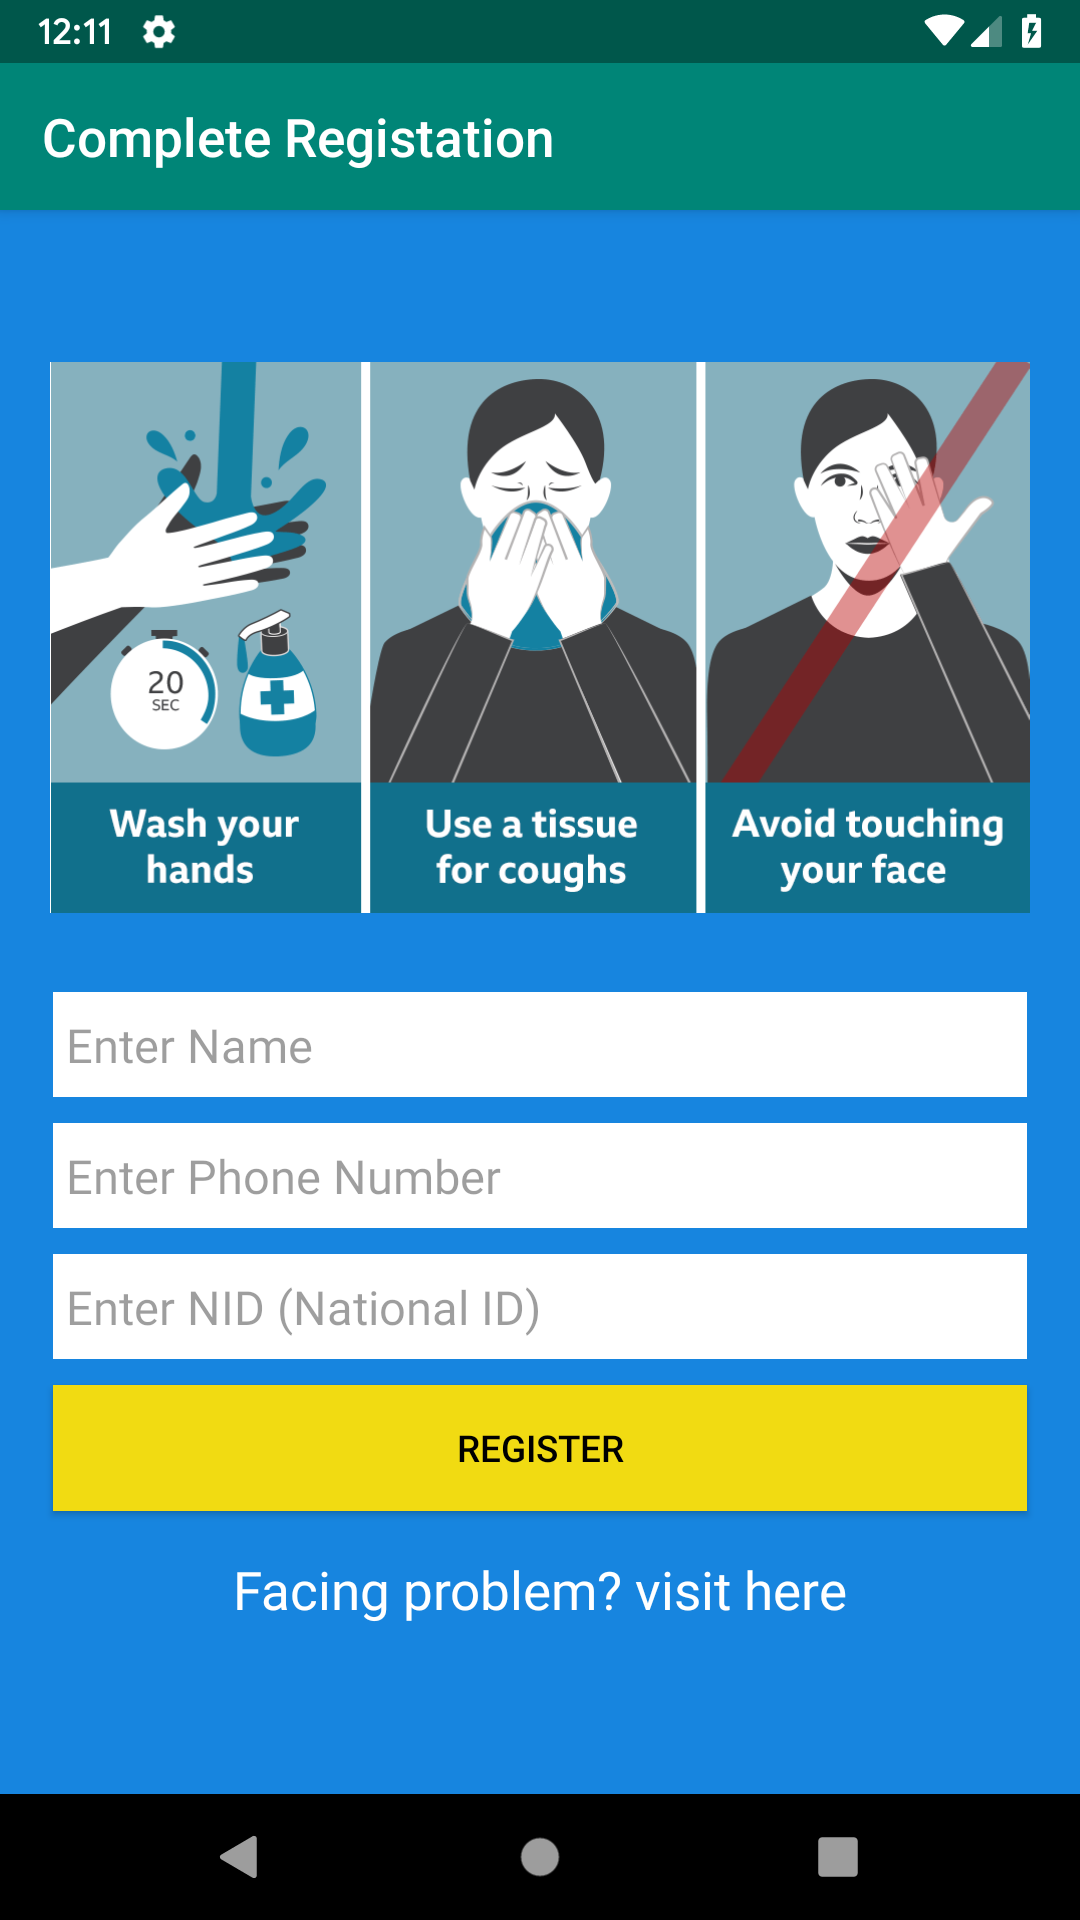 12:11
Complete Registation
20
SEC
Wash your
hands
Use a tissue
for coughs
Avoid touching
your face
Enter Name
Enter Phone Number
Enter NID (National ID)
REGISTER
Facing problem? visit here